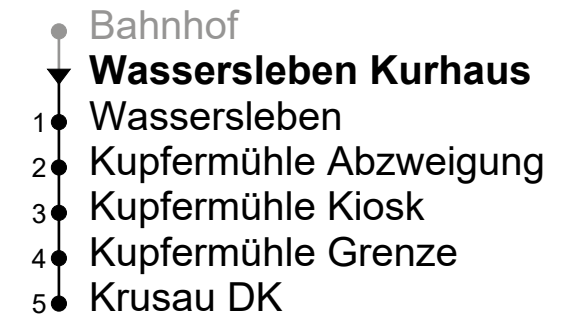 Bahnhof
Wassersleben Kurhaus
1 Wassersleben
2 Kupfermühle Abzweigung
3 Kupfermühle Kiosk
4 Kupfermühle Grenze
5 Krusau DK